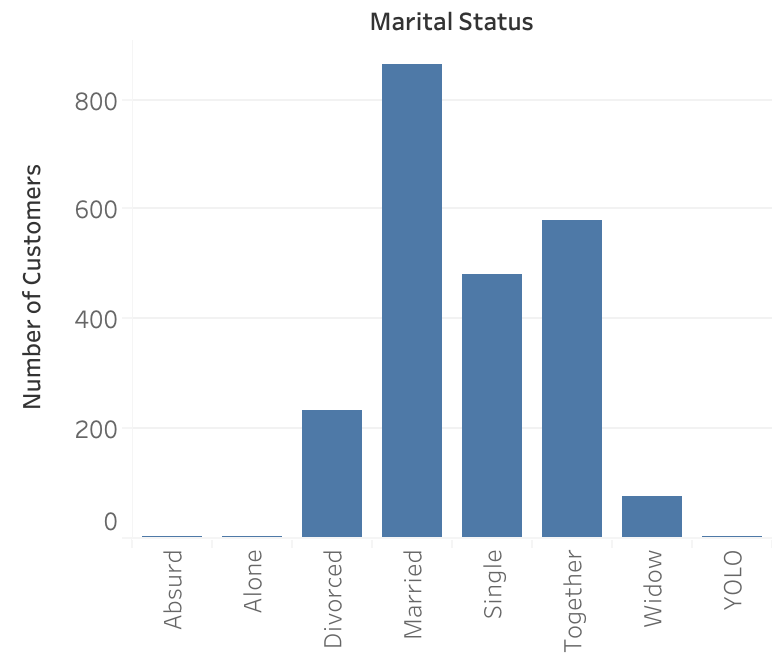 Marital Status
Number of Customers
800
600
400
200
0
Absurd
Alone
Divorced
Married
Single
Together
Widow
YOLO